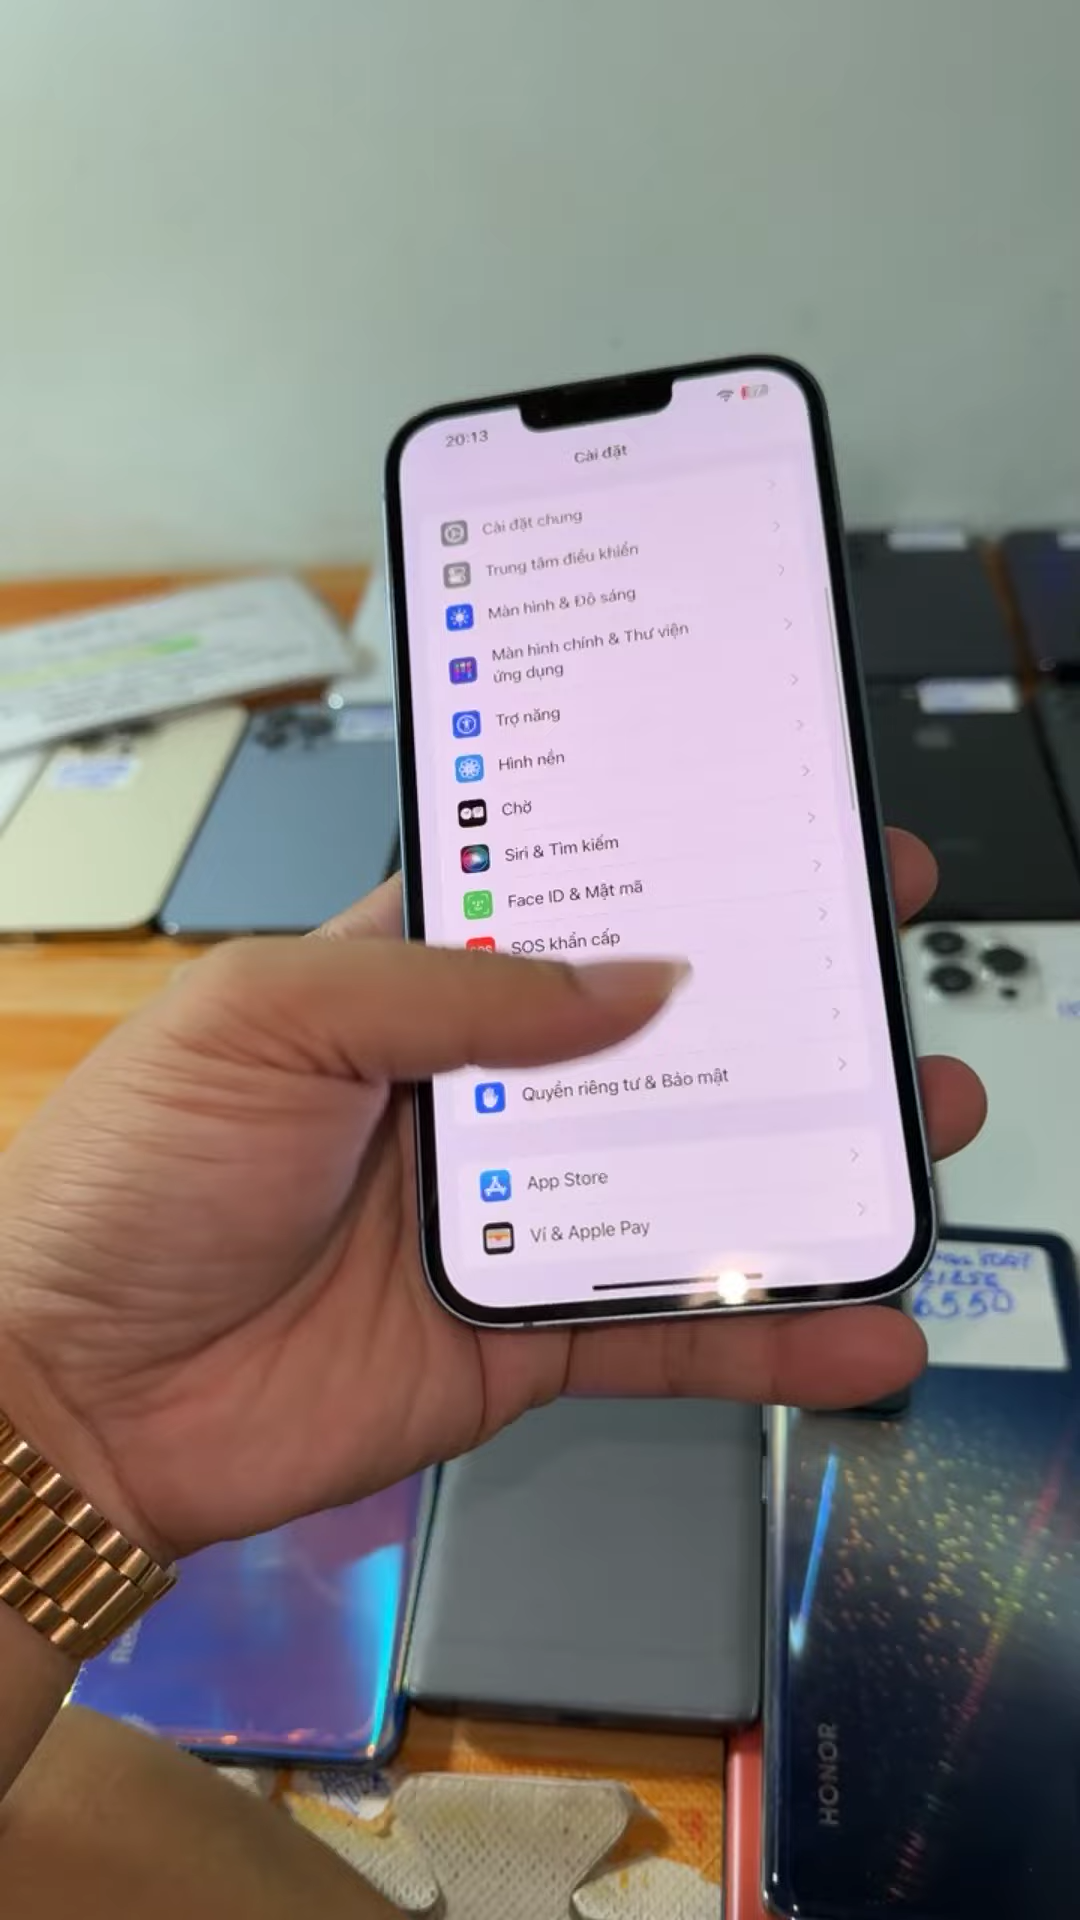 20:13
Cài đặt
Cài đặt chung
Trung tâm điều khiển
Màn hình & Độ sáng
Màn hình chính & Thư viện
ứng dụng
Trợ năng
Hình nền
Chờ
Siri & Tìm kiếm
Face ID & Mật mã
SOS khẩn cấp
Quyền riêng tư & Bảo mật
App Store
Ví & Apple Pay
6550
HONOR